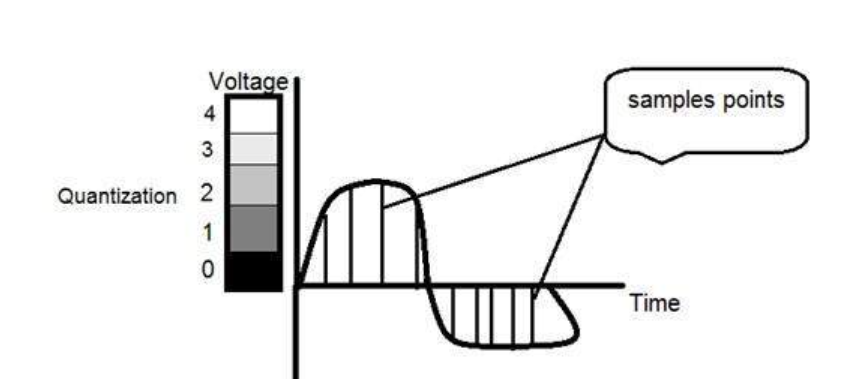 Voltage
4
samples points
3
Quantization 2
1
0
Time